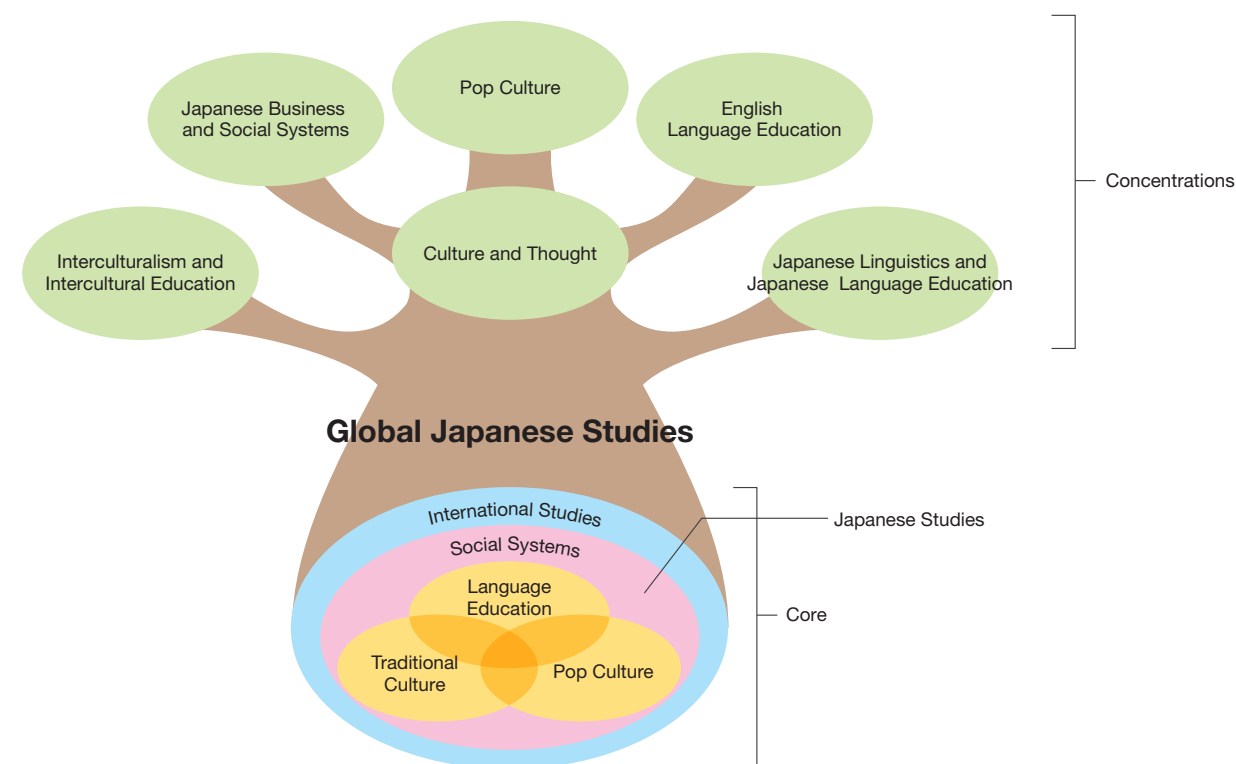 Pop Culture
Japanese Business
and Social Systems
English
Language Education
Concentrations
Interculturalism and
Intercultural Education
Culture and Thought
Japanese Linguistics and
Japanese Language Education
Global Japanese Studies
International Studies
Social Systems
Japanese Studies
Language
Education
Core
Traditional
Culture
Pop Culture